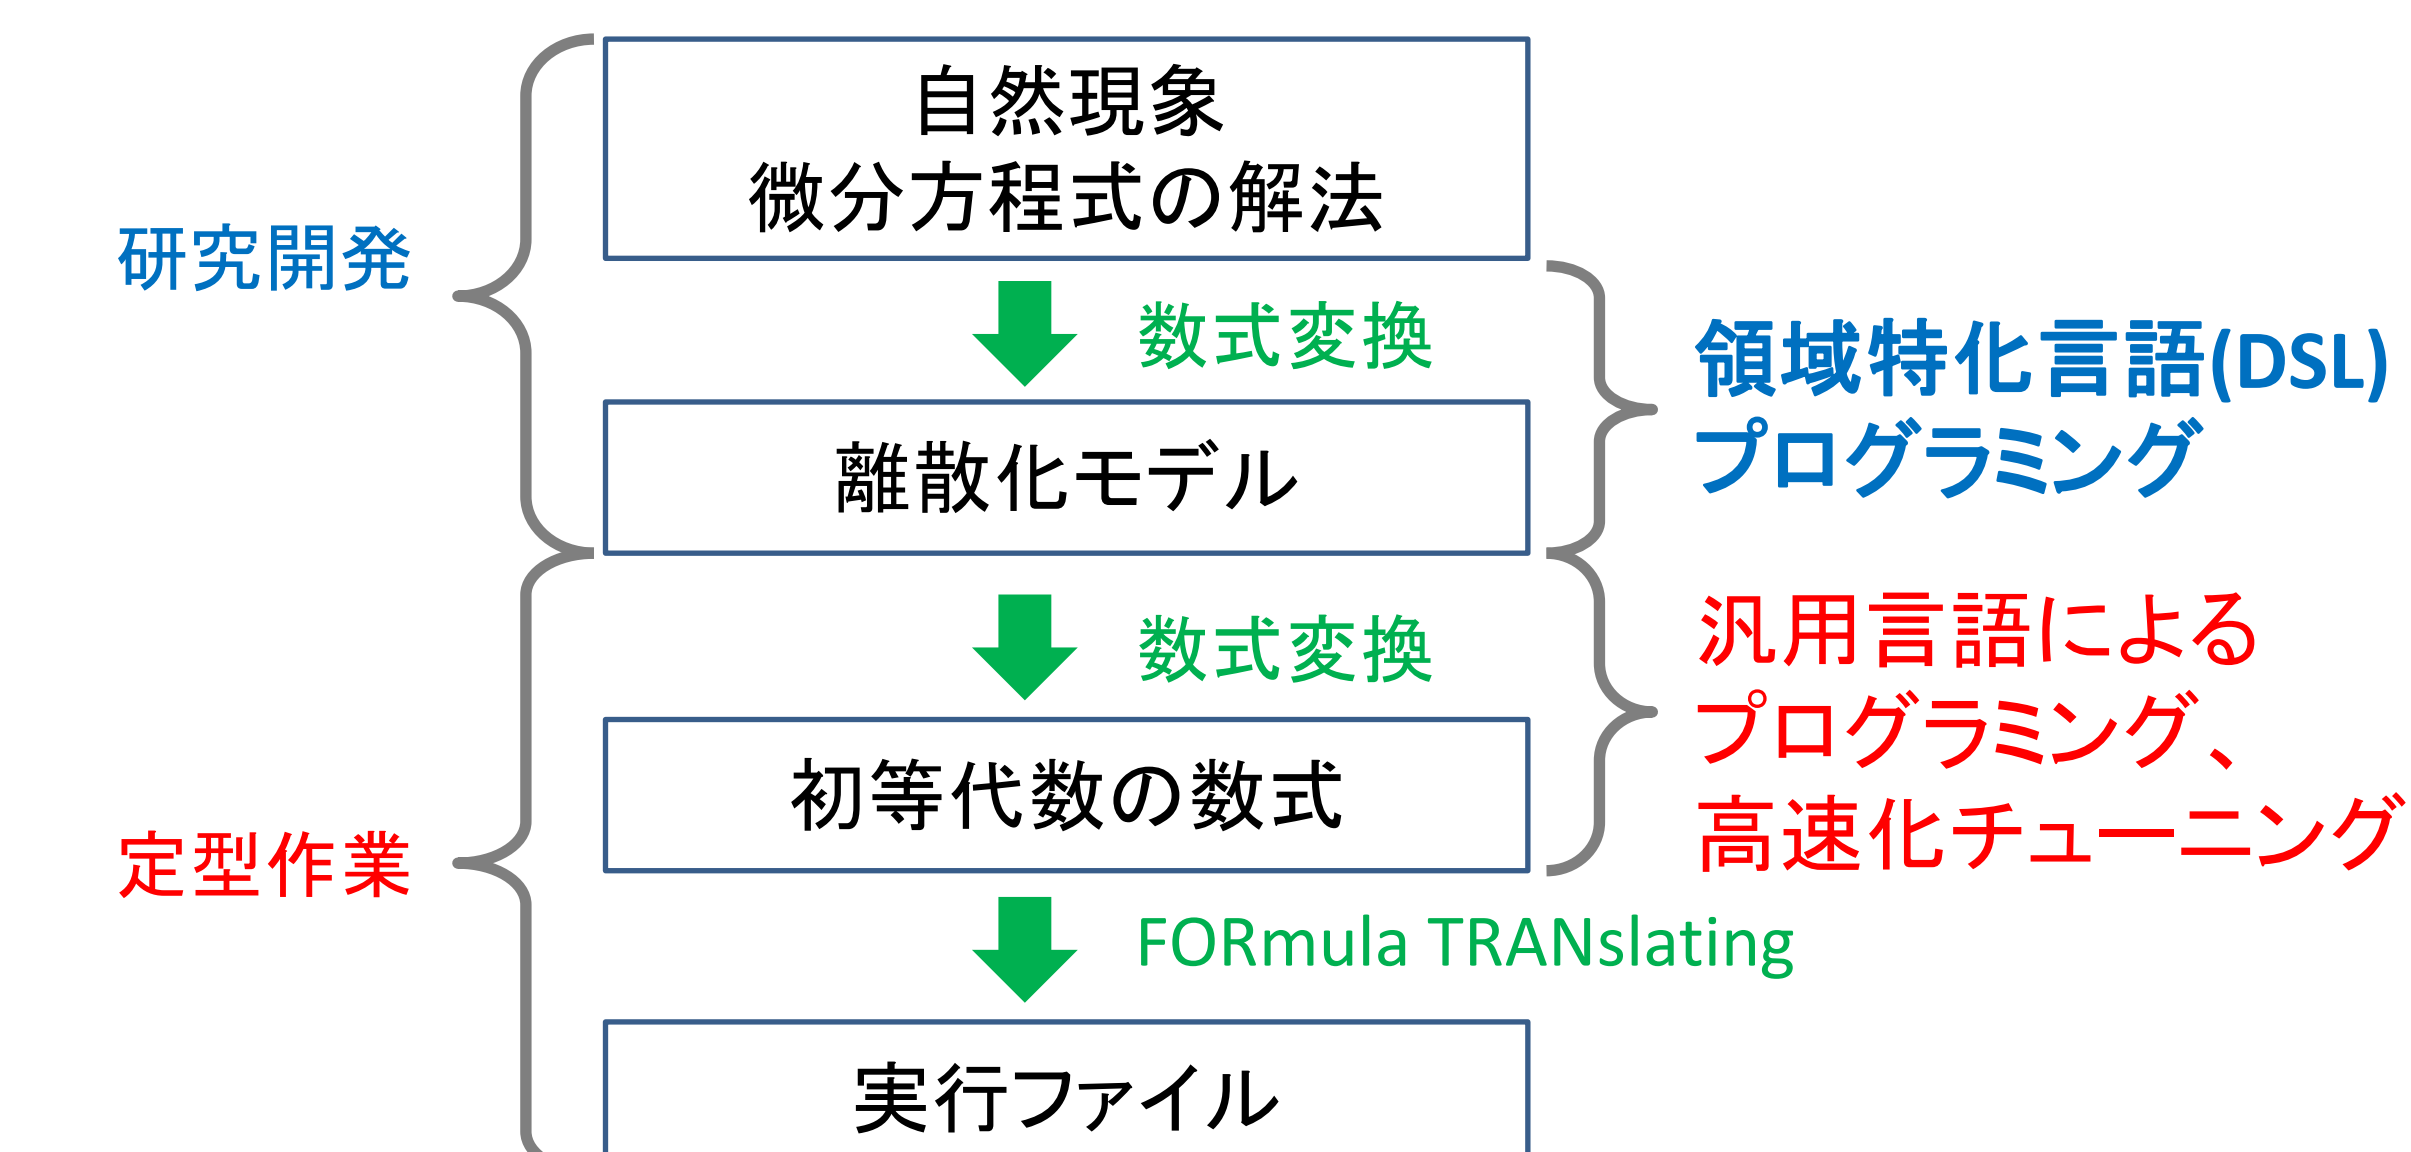 自然現象
微分方程式の解法
研究開発
数式変換
領域特化言語(DSL)
プログラミング
離散化モデル
汎用言語による
プログラミング、
高速化チューニング
数式変換
初等代数の数式
定型作業
FORmula TRANslating
実行ファイル